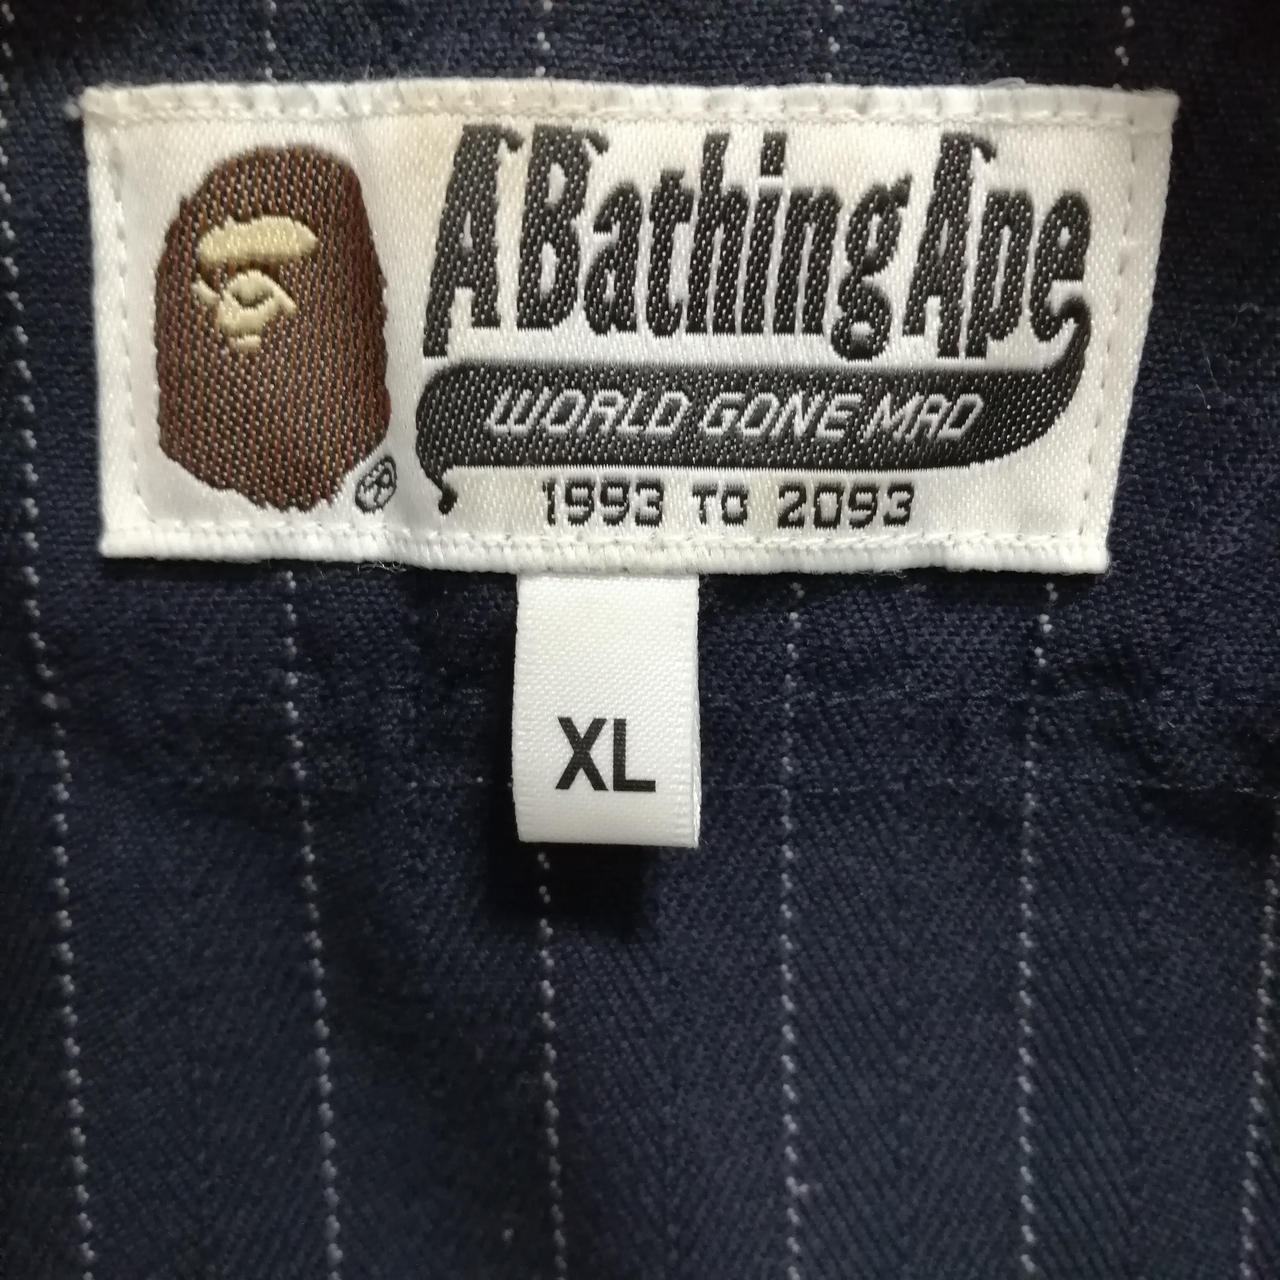 A Bathing Ape
WORLD GONE MAD
1993 TO 2093
®
XL